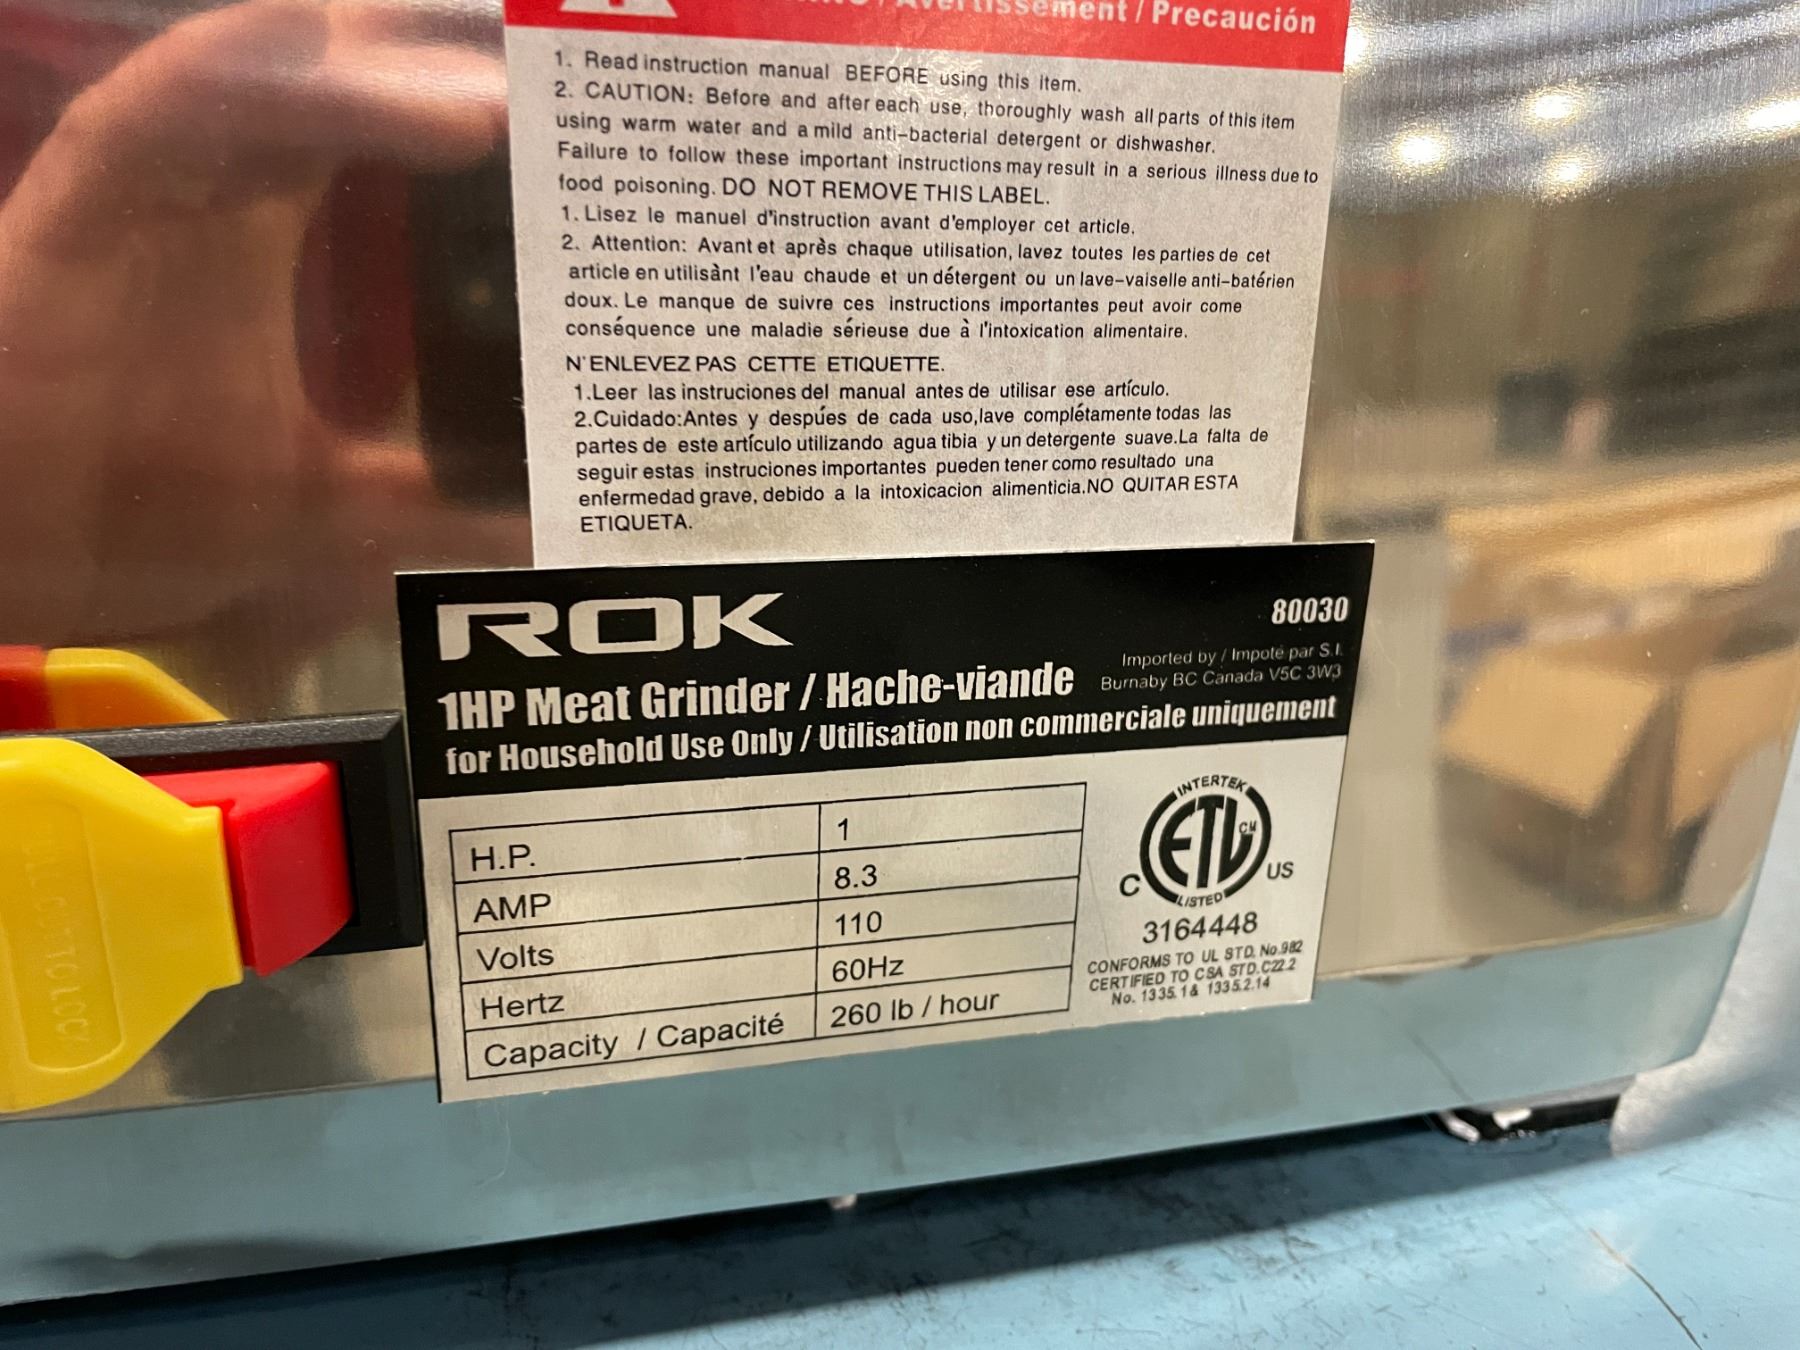 Avertissement / Precaución
1. Read instruction manual BEFORE using this item.
2. CAUTION: Before and after each use, thoroughly wash all parts of this item
using warm water and a mild anti-bacterial detergent or dishwasher.
Failure to follow these important instructions may result in a serious illness due to
food poisoning. DO NOT REMOVE THIS LABEL.
1. Lisez le manuel d'instruction avant d'employer cet article.
2. Attention: Avant et après chaque utilisation, lavez toutes les parties de cet
article en utilisànt l'eau chaude et un détergent ou un lave-vaiselle anti-batérien
doux. Le manque de suivre ces instructions importantes peut avoir come
conséquence une maladie sérieuse due à l'intoxication alimentaire.
N'ENLEVEZ PAS CETTE ETIQUETTE.
1.Leer las instruciones del manual antes de utilisar ese artículo.
2.Cuidado:Antes y despúes de cada uso,lave complétamente todas las
partes de este artículo utilizando agua tibia y un detergente suave.La falta de
seguir estas instruciones importantes pueden tener como resultado una
enfermedad grave, debido a la intoxicacion alimenticia.NO QUITAR ESTA
ETIQUETA.
ROK
80030
Imported by / Impoté par S.I.
Burnaby BC Canada V5C 3W3
1HP Meat Grinder / Hache-viande
for Household Use Only / Utilisation non commerciale uniquement
H.P. 1
AMP 8.3
Volts 110
Hertz 60Hz
Capacity / Capacité 260 lb / hour
INTERTEK
ETL CM
C US
LISTED
3164448
CONFORMS TO UL STD. No.982
CERTIFIED TO CSA STD.C22.2
No. 1335.1& 1335.2.14